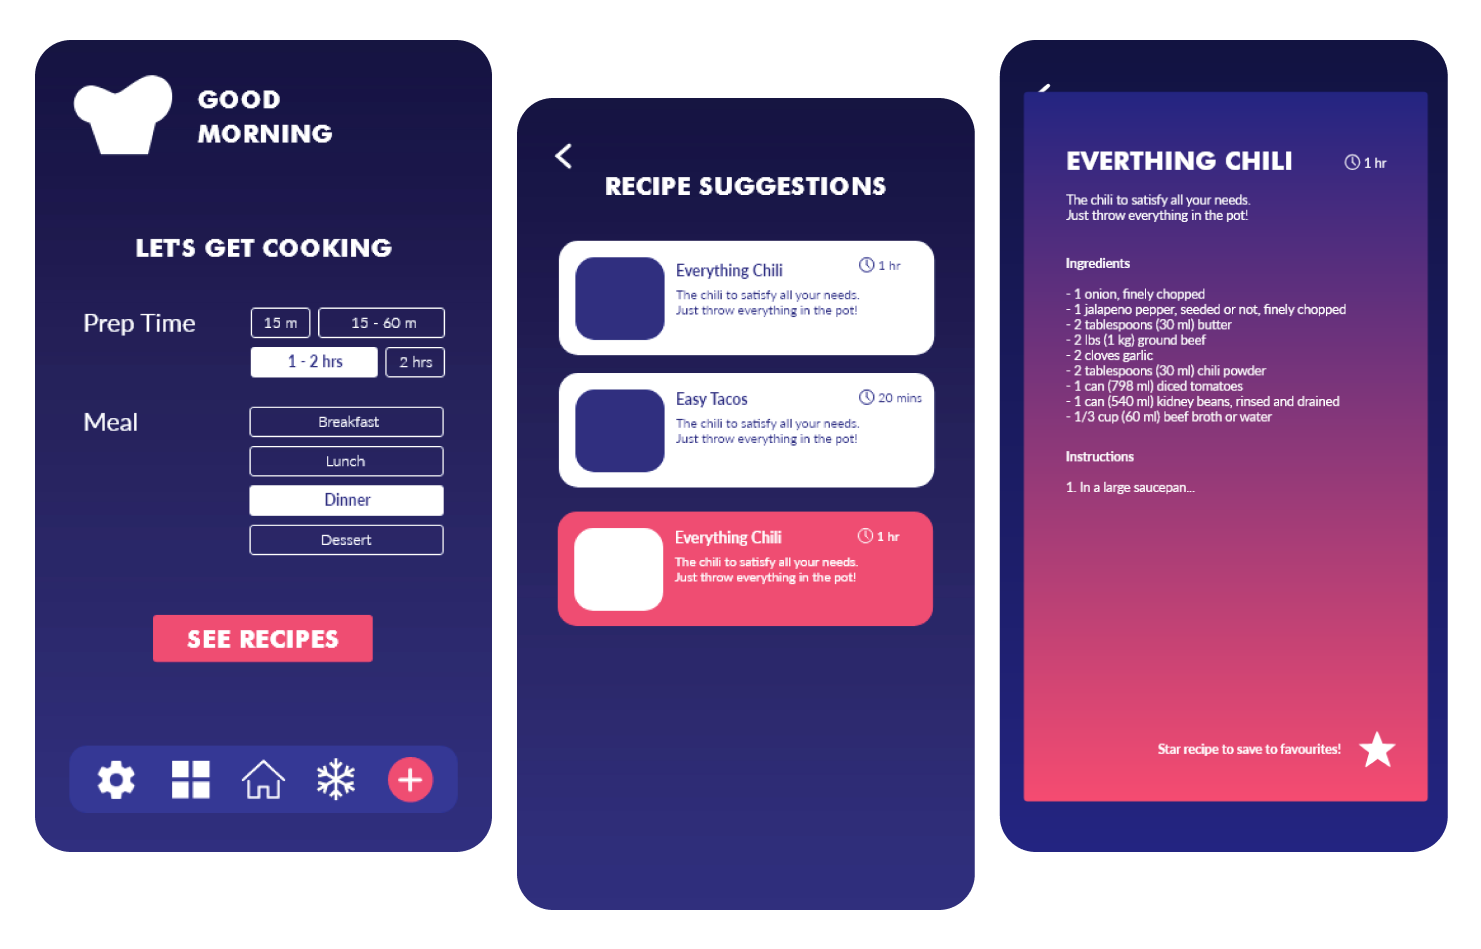 GOOD
MORNING
LET'S GET COOKING
Prep Time
15 m
15 - 60 m
1 - 2 hrs
2 hrs
Meal
Breakfast
Lunch
Dinner
Dessert
SEE RECIPES
RECIPE SUGGESTIONS
Everything Chili
1 hr
The chili to satisfy all your needs.
Just throw everything in the pot!
Easy Tacos
20 mins
The chili to satisfy all your needs.
Just throw everything in the pot!
Everything Chili
1 hr
The chili to satisfy all your needs.
Just throw everything in the pot!
EVERTHING CHILI
1 hr
The chili to satisfy all your needs.
Just throw everything in the pot!
Ingredients
- 1 onion, finely chopped
- 1 jalapeno pepper, seeded or not, finely chopped
- 2 tablespoons (30 ml) butter
- 2 lbs (1 kg) ground beef
- 2 cloves garlic
- 2 tablespoons (30 ml) chili powder
- 1 can (798 ml) diced tomatoes
- 1 can (540 ml) kidney beans, rinsed and drained
- 1/3 cup (60 ml) beef broth or water
Instructions
1. In a large saucepan...
Star recipe to save to favourites!